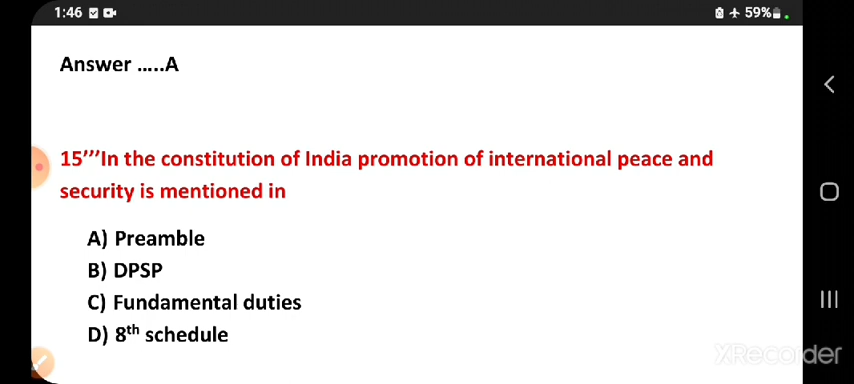 1:46 59%
Answer .....A
15’’’In the constitution of India promotion of international peace and
security is mentioned in
A) Preamble
B) DPSP
C) Fundamental duties
D) 8th schedule
XRecorder